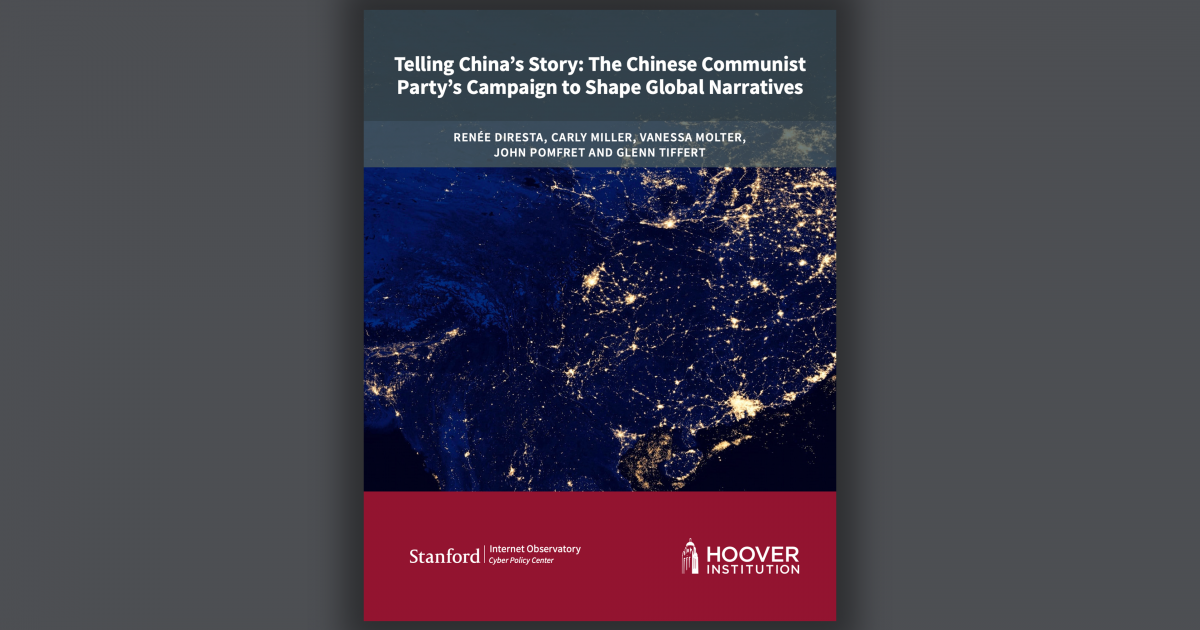 Telling China’s Story: The Chinese Communist
Party’s Campaign to Shape Global Narratives
RENÉE DIRESTA, CARLY MILLER, VANESSA MOLTER,
JOHN POMFRET AND GLENN TIFFERT
Stanford
Internet Observatory
Cyber Policy Center
HOOVER
INSTITUTION